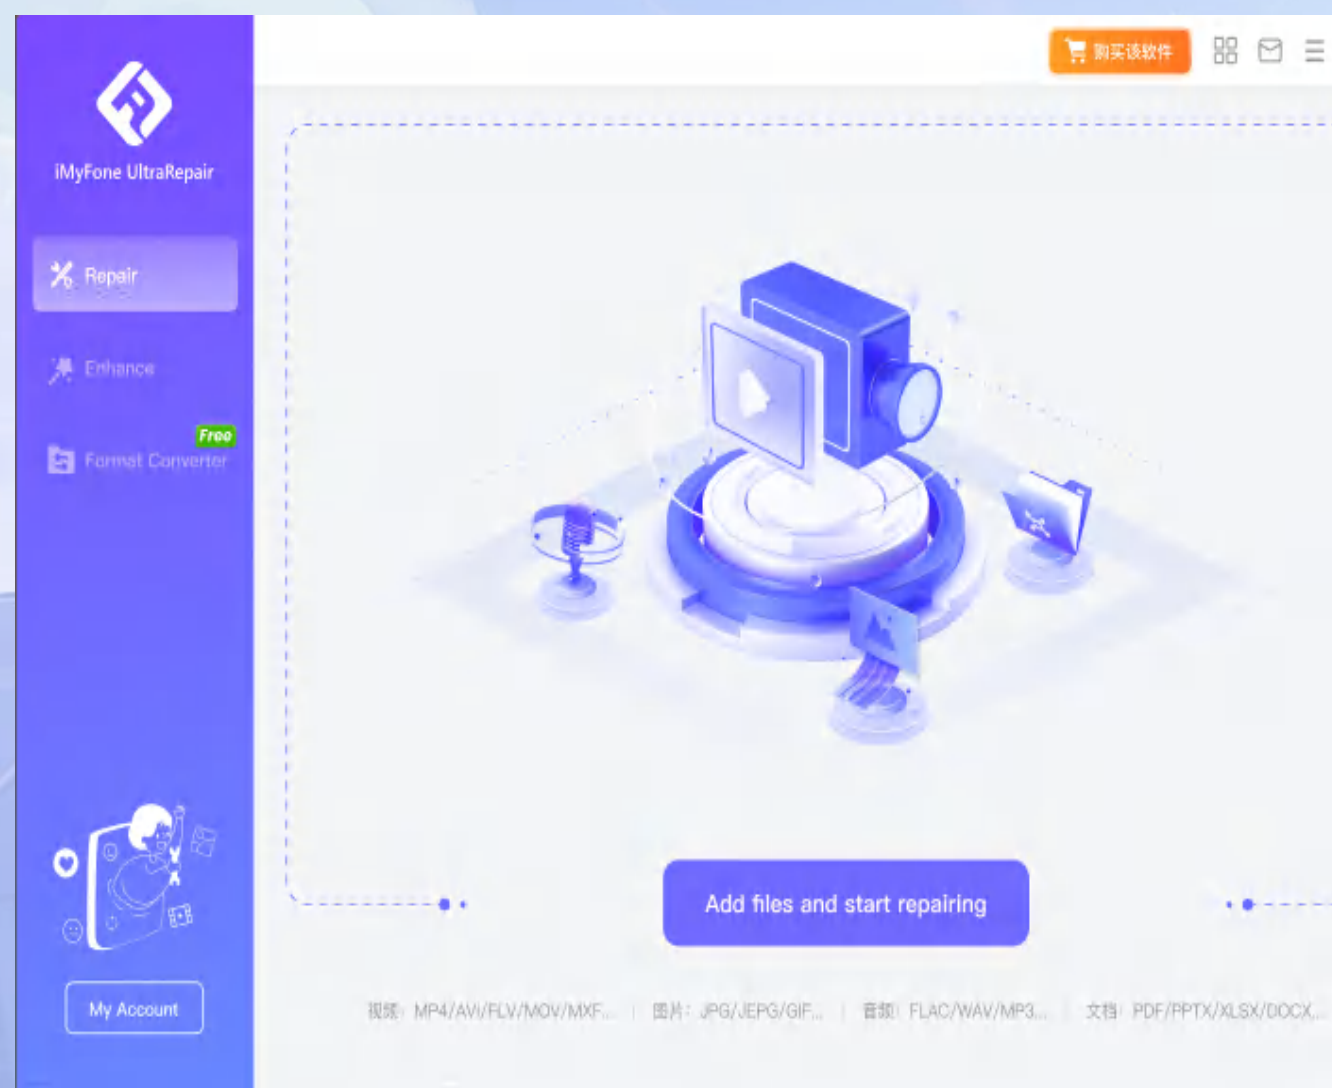 购买该软件
iMyFone UltraRepair
Repair
Enhance
Free
Format Converter
Add files and start repairing
My Account
视频: MP4/AVI/FLV/MOV/MXF... | 图片: JPG/JEPG/GIF... | 音频: FLAC/WAV/MP3... | 文档: PDF/PPTX/XLSX/DOCX...